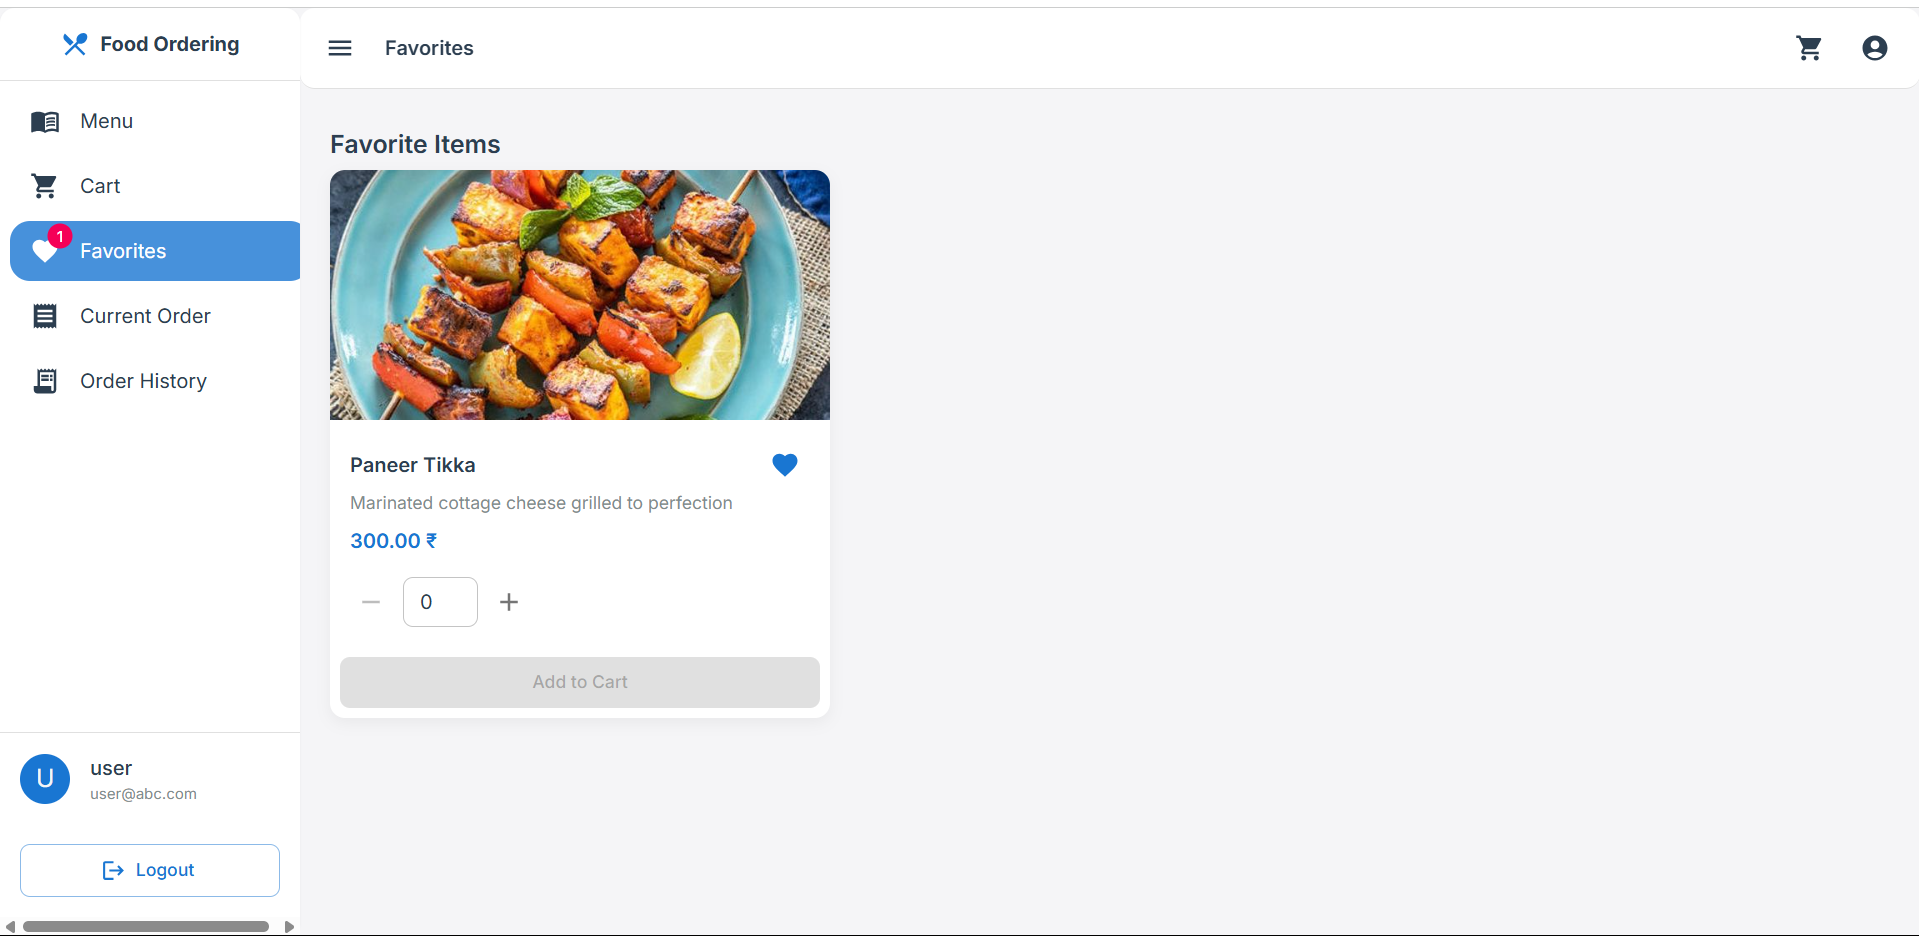 Food Ordering
Menu
Cart
1
Favorites
Current Order
Order History
U
user
user@abc.com
Logout
Favorites
Favorite Items
Paneer Tikka
Marinated cottage cheese grilled to perfection
300.00 ₹
0
Add to Cart